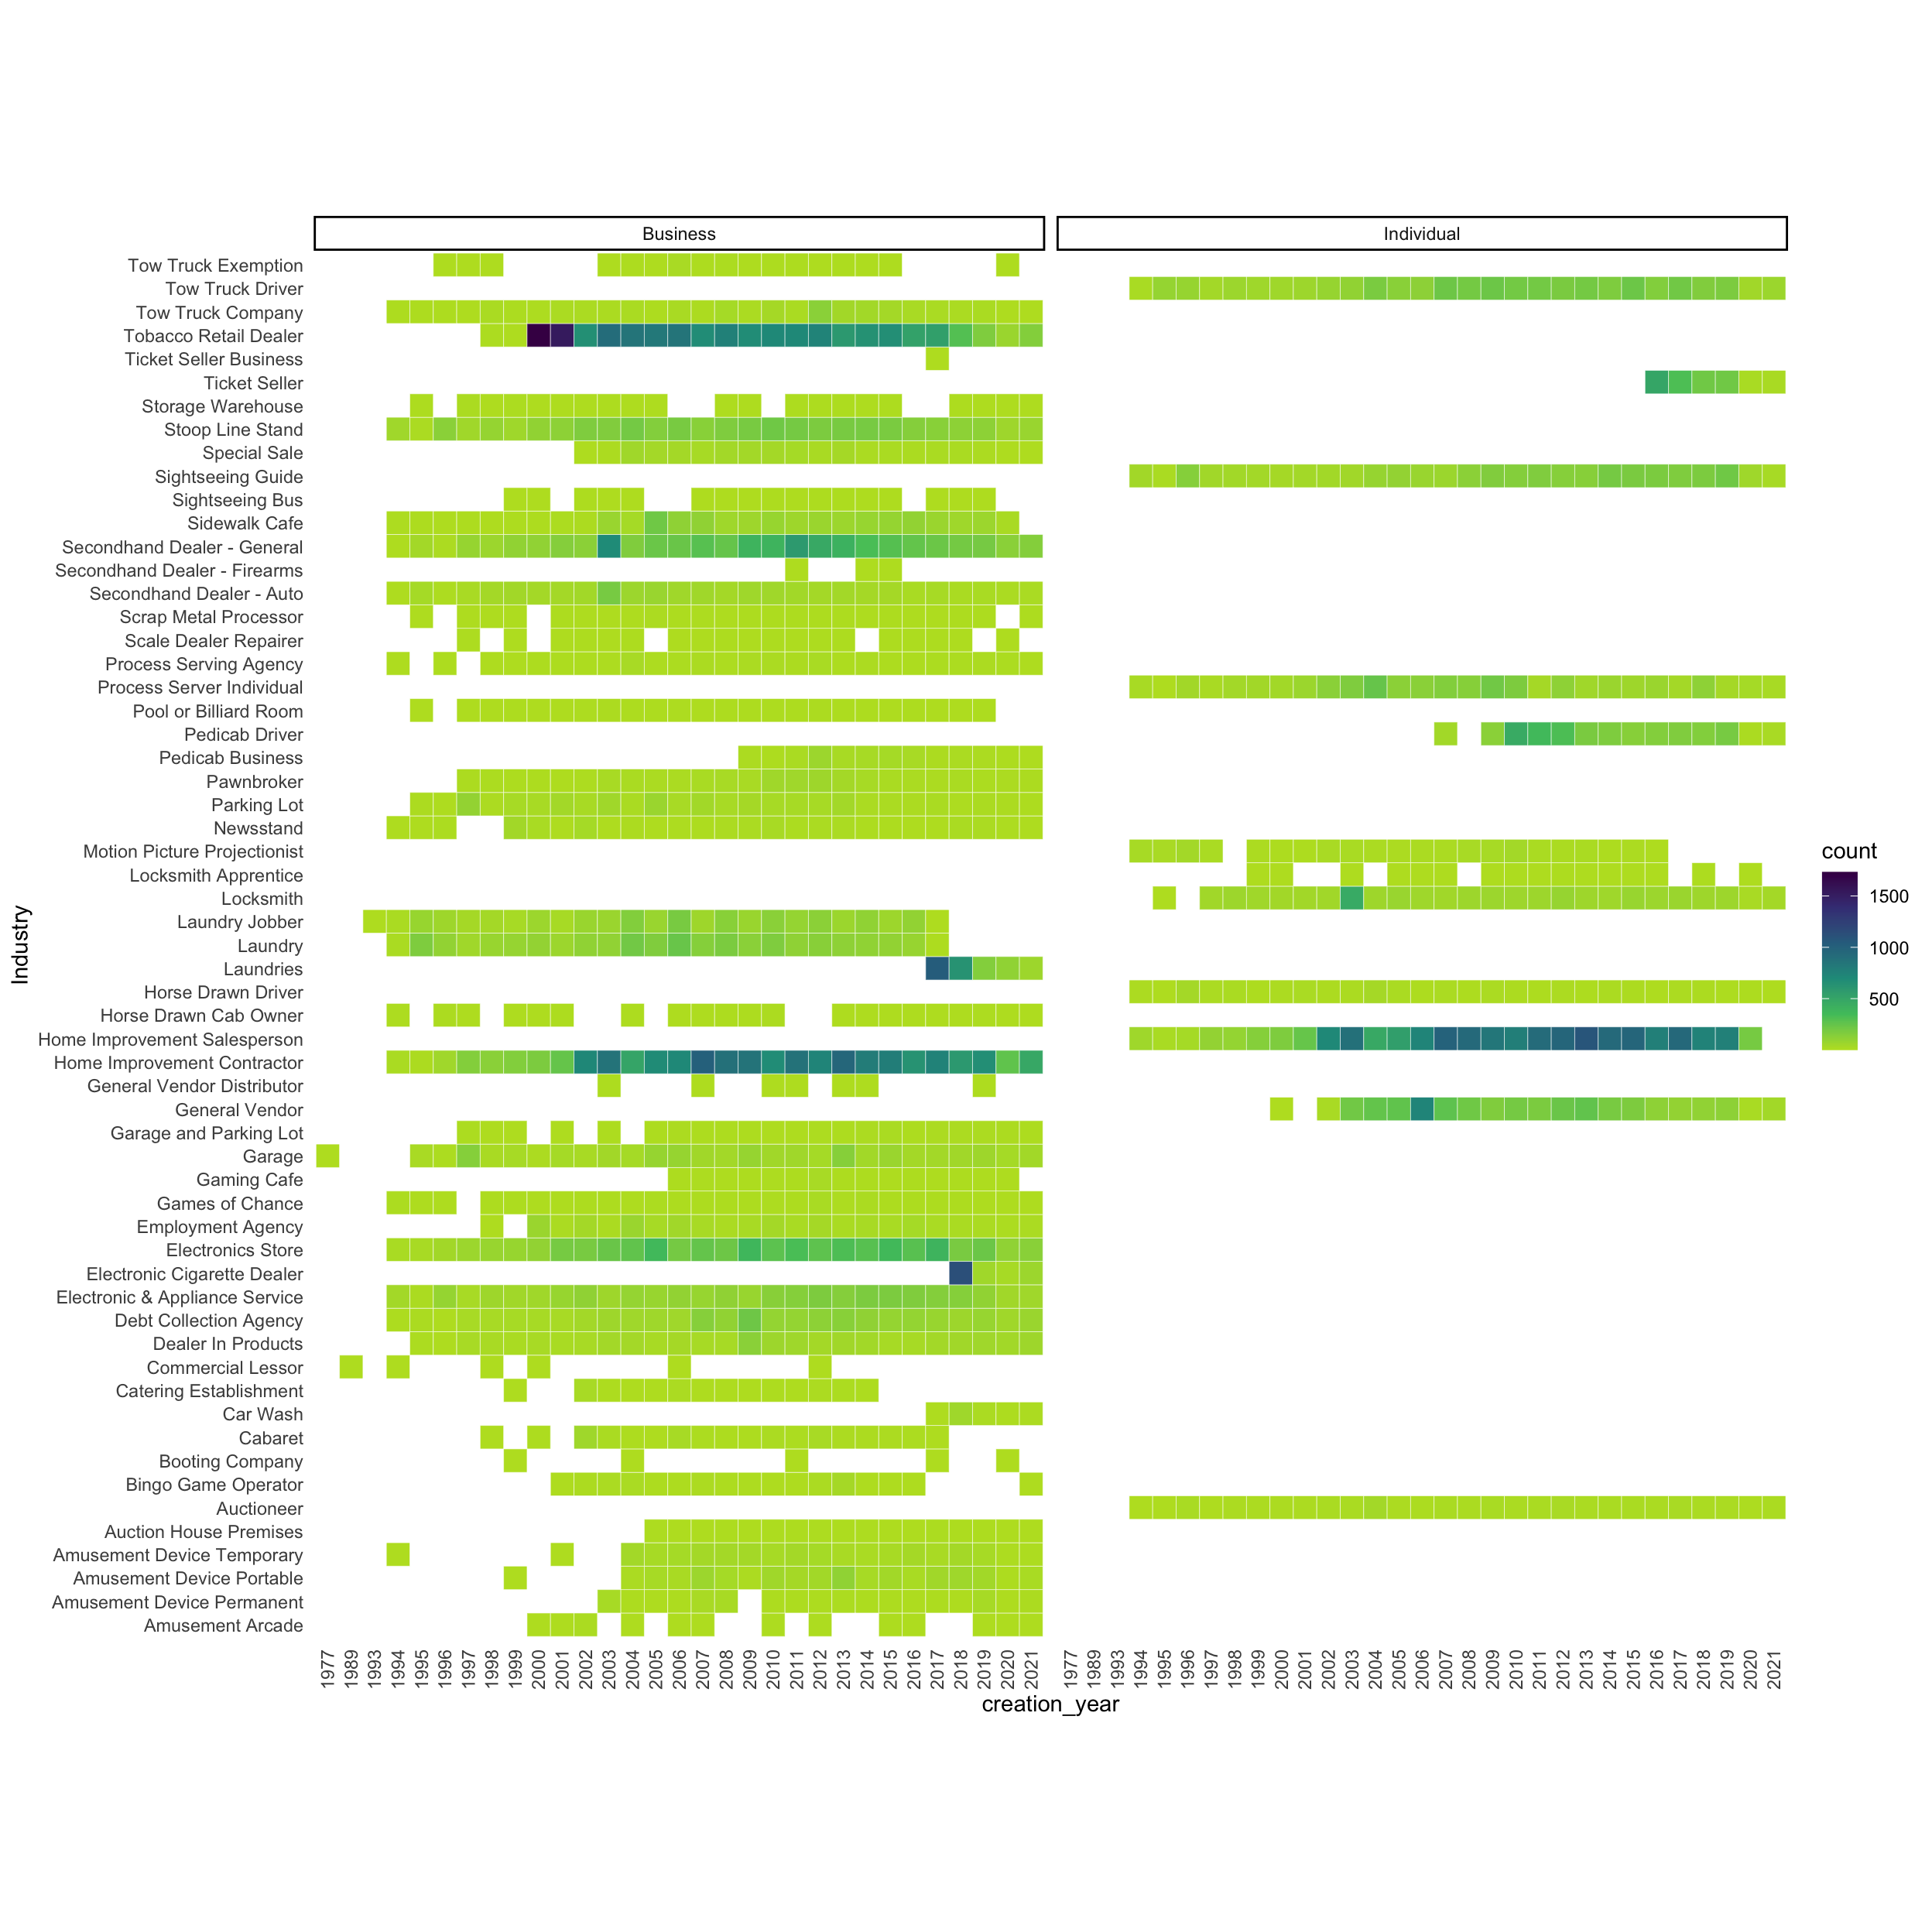 Business
Individual
Tow Truck Exemption
Tow Truck Driver
Tow Truck Company
Tobacco Retail Dealer
Ticket Seller Business
Ticket Seller
Storage Warehouse
Stoop Line Stand
Special Sale
Sightseeing Guide
Sightseeing Bus
Sidewalk Cafe
Secondhand Dealer - General
Secondhand Dealer - Firearms
Secondhand Dealer - Auto
Scrap Metal Processor
Scale Dealer Repairer
Process Serving Agency
Process Server Individual
Pool or Billiard Room
Pedicab Driver
Pedicab Business
Pawnbroker
Parking Lot
Newsstand
Motion Picture Projectionist
Locksmith Apprentice
Locksmith
Laundry Jobber
Laundry
Laundries
Horse Drawn Driver
Horse Drawn Cab Owner
Home Improvement Salesperson
Home Improvement Contractor
General Vendor Distributor
General Vendor
Garage and Parking Lot
Garage
Gaming Cafe
Games of Chance
Employment Agency
Electronics Store
Electronic Cigarette Dealer
Electronic & Appliance Service
Debt Collection Agency
Dealer In Products
Commercial Lessor
Catering Establishment
Car Wash
Cabaret
Booting Company
Bingo Game Operator
Auctioneer
Auction House Premises
Amusement Device Temporary
Amusement Device Portable
Amusement Device Permanent
Amusement Arcade
Industry
1977 1989 1993 1994 1995 1996 1997 1998 1999 2000 2001 2002 2003 2004 2005 2006 2007 2008 2009 2010 2011 2012 2013 2014 2015 2016 2017 2018 2019 2020 2021
1977 1989 1993 1994 1995 1996 1997 1998 1999 2000 2001 2002 2003 2004 2005 2006 2007 2008 2009 2010 2011 2012 2013 2014 2015 2016 2017 2018 2019 2020 2021
creation_year
count
1500
1000
500